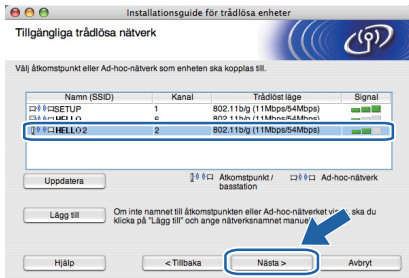 Installationsguide för trådlösa enheter
Tillgängliga trådlösa nätverk
Välj åtkomstpunkt eller Ad-hoc-nätverk som enheten ska kopplas till.
Namn (SSID) Kanal Trådlöst läge Signal
SETUP 1 802.11b/g (11Mbps/54Mbps)
HELLO 6 802.11b/g (11Mbps/54Mbps)
HELLO2 2 802.11b/g (11Mbps/54Mbps)
Uppdatera
Åtkomstpunkt / basstation
Ad-hoc-nätverk
Lägg till
Om inte namnet till åtkomstpunkten eller Ad-hoc-nätverket ska du
klicka på "Lägg till" och ange nätverksnamnet
Hjälp < Tillbaka Nästa > Avbryt